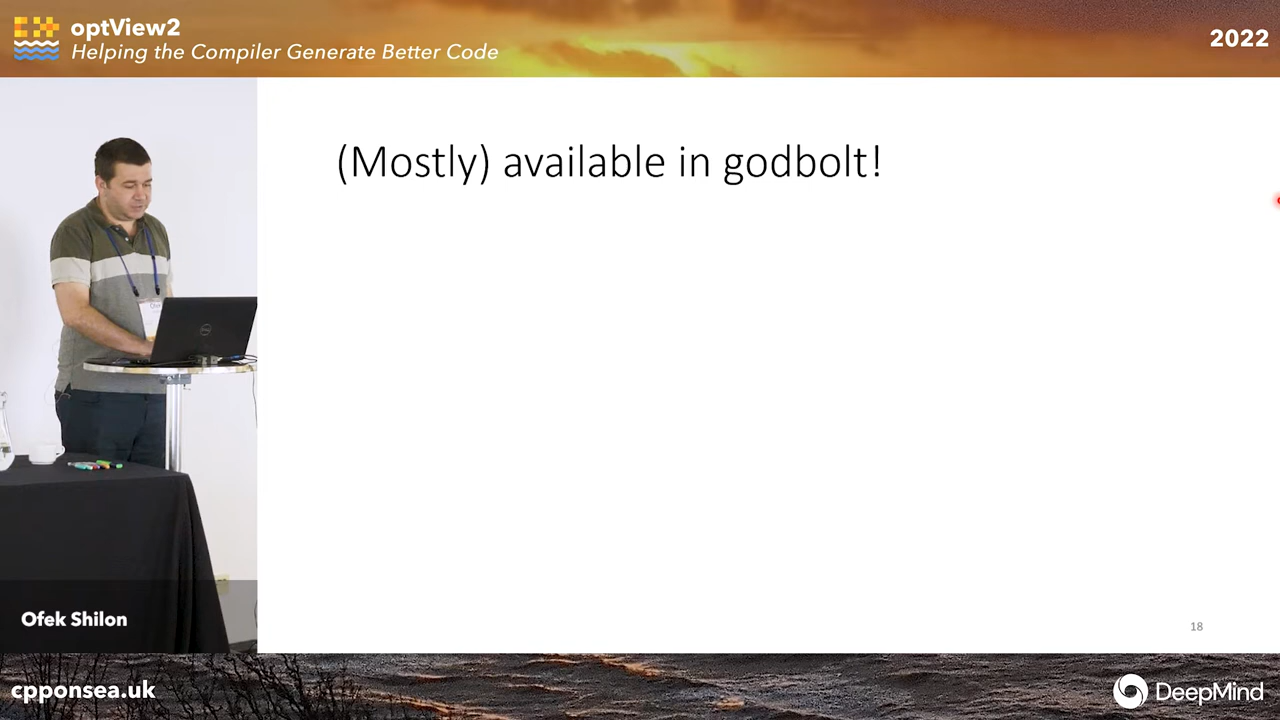 optView2
Helping the Compiler Generate Better Code
2022
(Mostly) available in godbolt!
18
Ofek Shilon
cpponsea.uk
DeepMind